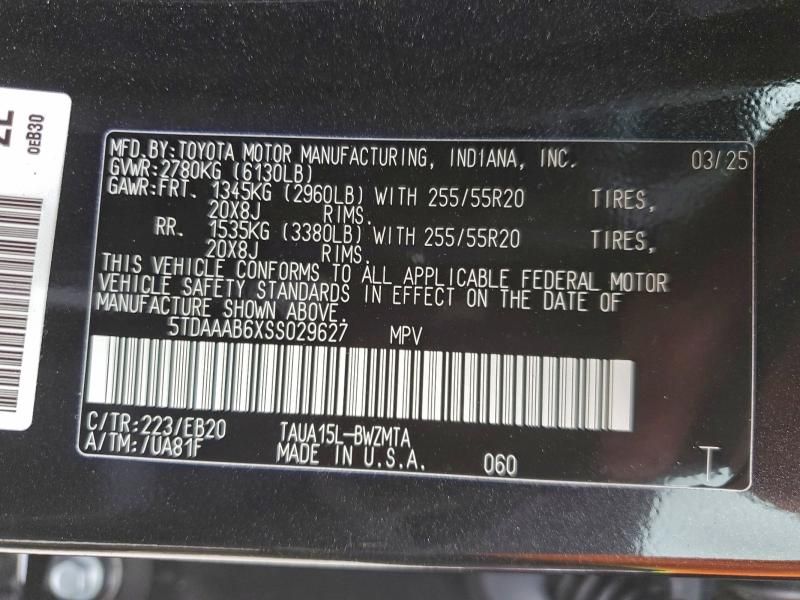 0EB30
MFD.BY:TOYOTA MOTOR MANUFACTURING, INDIANA, INC. 03/25
GVWR:2780KG (6130LB)
GAWR:FRT. 1345KG (2960LB) WITH 255/55R20 TIRES,
20X8J RIMS.
RR. 1535KG (3380LB) WITH 255/55R20 TIRES,
20X8J RIMS.
THIS VEHICLE CONFORMS TO ALL APPLICABLE FEDERAL MOTOR
VEHICLE SAFETY STANDARDS IN EFFECT ON THE DATE OF
MANUFACTURE SHOWN ABOVE.
5TDAAAB6XSS029627 MPV
C/TR:223/EB20 TAUA15L-BWZMTA
A/TM:/UA81F MADE IN U.S.A. 060 T